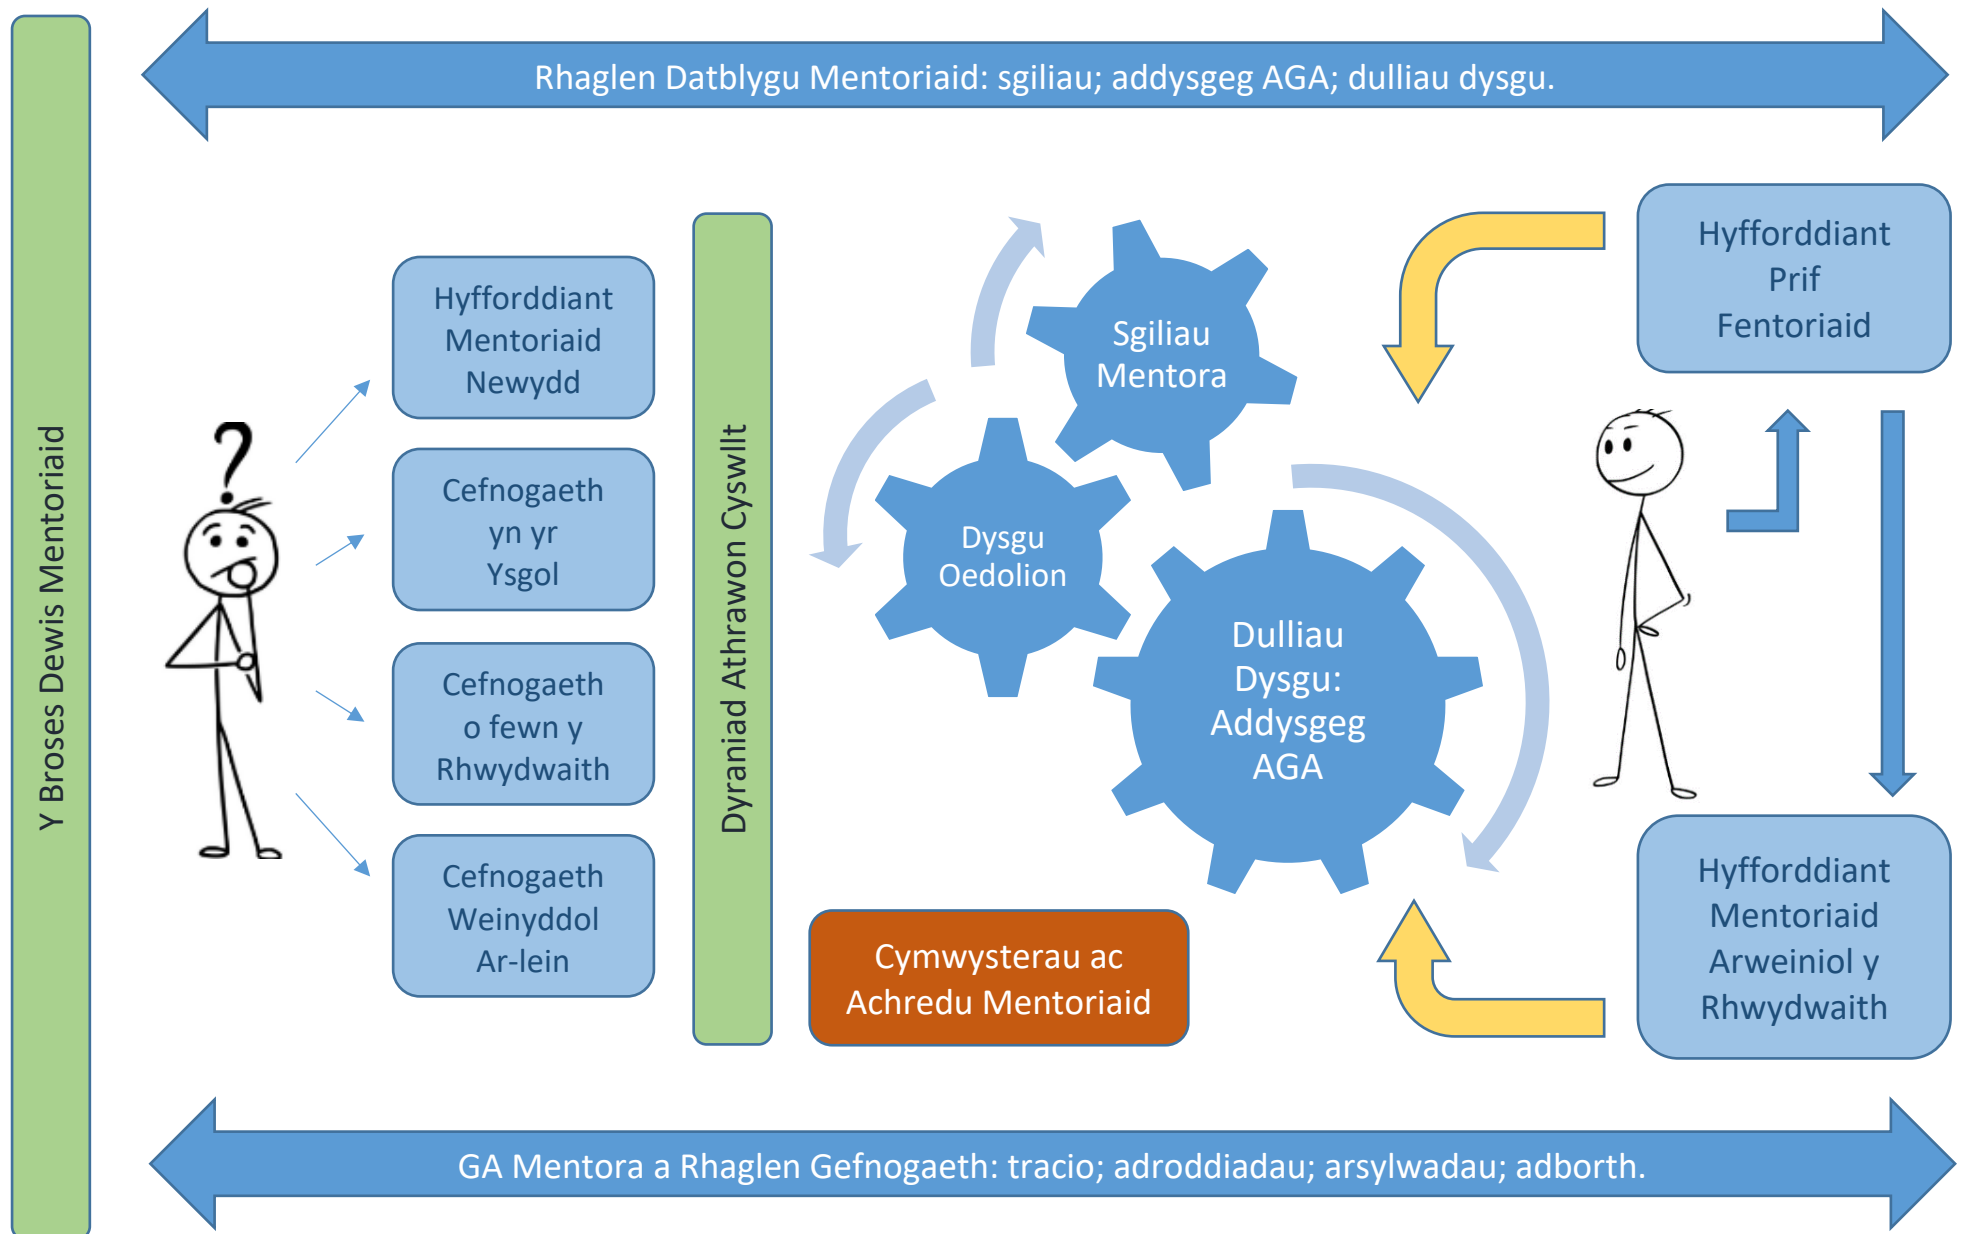 Rhaglen Datblygu Mentoriaid: sgiliau; addysgeg AGA; dulliau dysgu.
Y Broses Dewis Mentoriaid
Hyfforddiant
Mentoriaid
Newydd
Cefnogaeth
yn yr
Ysgol
Cefnogaeth
o fewn y
Rhwydwaith
Cefnogaeth
Weinyddol
Ar-lein
?
Dyraniad Athrawon Cyswllt
Sgiliau
Mentora
Dysgu
Oedolion
Dulliau
Dysgu:
Addysgeg
AGA
Cymwysterau ac
Achredu Mentoriaid
Hyfforddiant
Prif
Fentoriaid
Hyfforddiant
Mentoriaid
Arweiniol y
Rhwydwaith
GA Mentora a Rhaglen Gefnogaeth: tracio; adroddiadau; arsylwadau; adborth.